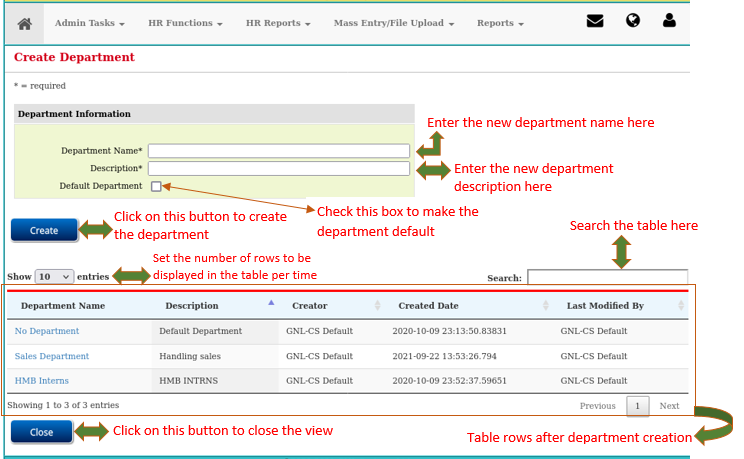 Admin Tasks HR Functions HR Reports Mass Entry/File Upload Reports
Create Department
* = required
Department Information
Enter the new department name here
Department Name*
Description*
Enter the new department
description here
Default Department
Check this box to make the
department default
Click on this button to create
the department
Create
Search the table here
Set the number of rows to be
displayed in the table per time
Show 10 entries
Search:
Department Name Description Creator Created Date Last Modified By
No Department Default Department GNL-CS Default 2020-10-09 23:13:50.83831 GNL-CS Default
Sales Department Handling sales GNL-CS Default 2021-09-22 13:53:26.794 GNL-CS Default
HMB Interns HMB INTRNS GNL-CS Default 2020-10-09 23:52:37.59651 GNL-CS Default
Showing 1 to 3 of 3 entries Previous 1 Next
Close Click on this button to close the view
Table rows after department creation